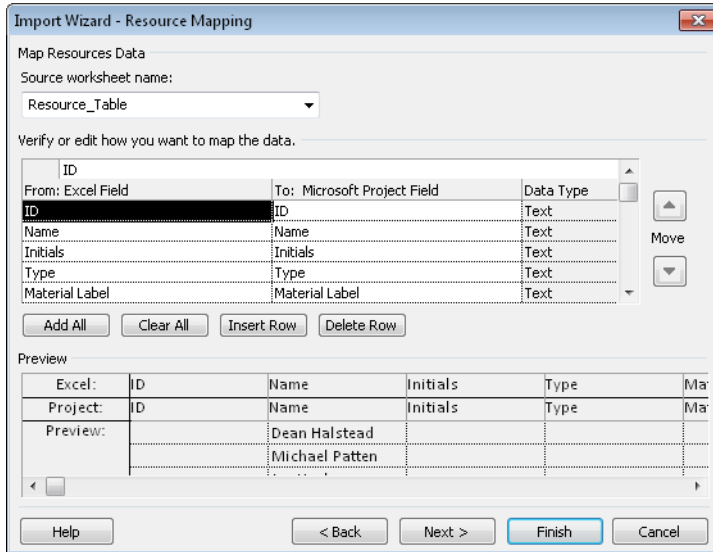 Import Wizard - Resource Mapping
Map Resources Data
Source worksheet name:
Resource_Table
Verify or edit how you want to map the data.
ID
From: Excel Field To: Microsoft Project Field Data Type
ID ID Text
Name Name Text
Initials Initials Text
Type Type Text
Material Label Material Label Text
Move
Add All Clear All Insert Row Delete Row
Preview
Excel: ID Name Initials Type
Project: ID Name Initials Type
Preview: Dean Halstead
Michael Patten
Help < Back Next > Finish Cancel